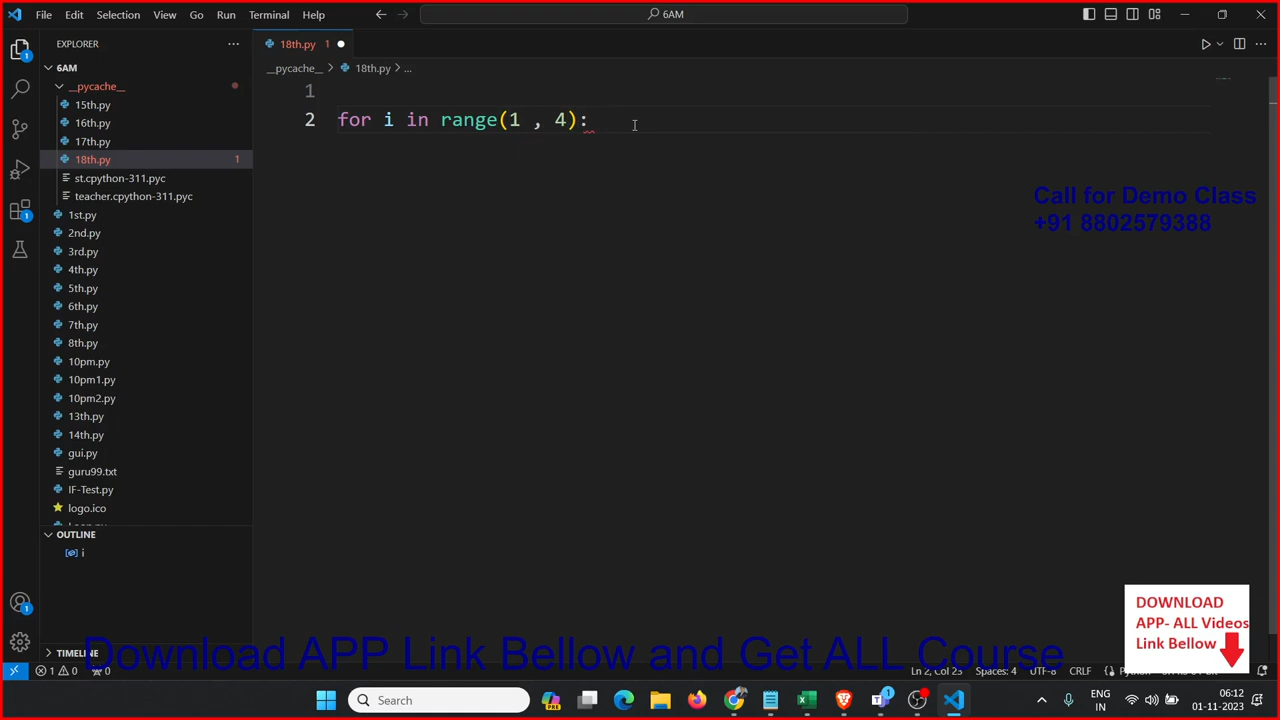 File Edit Selection View Go Run Terminal Help
6AM
EXPLORER
18th.py 1
6AM
__pycache__ > 18th.py > ...
__pycache__
15th.py
16th.py
17th.py
18th.py 1
st.cpython-311.pyc
teacher.cpython-311.pyc
1st.py
2nd.py
3rd.py
4th.py
5th.py
6th.py
7th.py
8th.py
10pm.py
10pm1.py
10pm2.py
13th.py
14th.py
gui.py
guru99.txt
IF-Test.py
logo.ico
1
2 for i in range(1 , 4):
Call for Demo Class
+91 8802579388
OUTLINE
i
TIMELINE
DOWNLOAD
APP- ALL Videos
Link Bellow
Download APP Link Bellow and Get ALL Course
1 0 0
Ln 2, Col 23 Spaces: 4 UTF-8 CRLF
Search
ENG
IN
06:12
01-11-2023